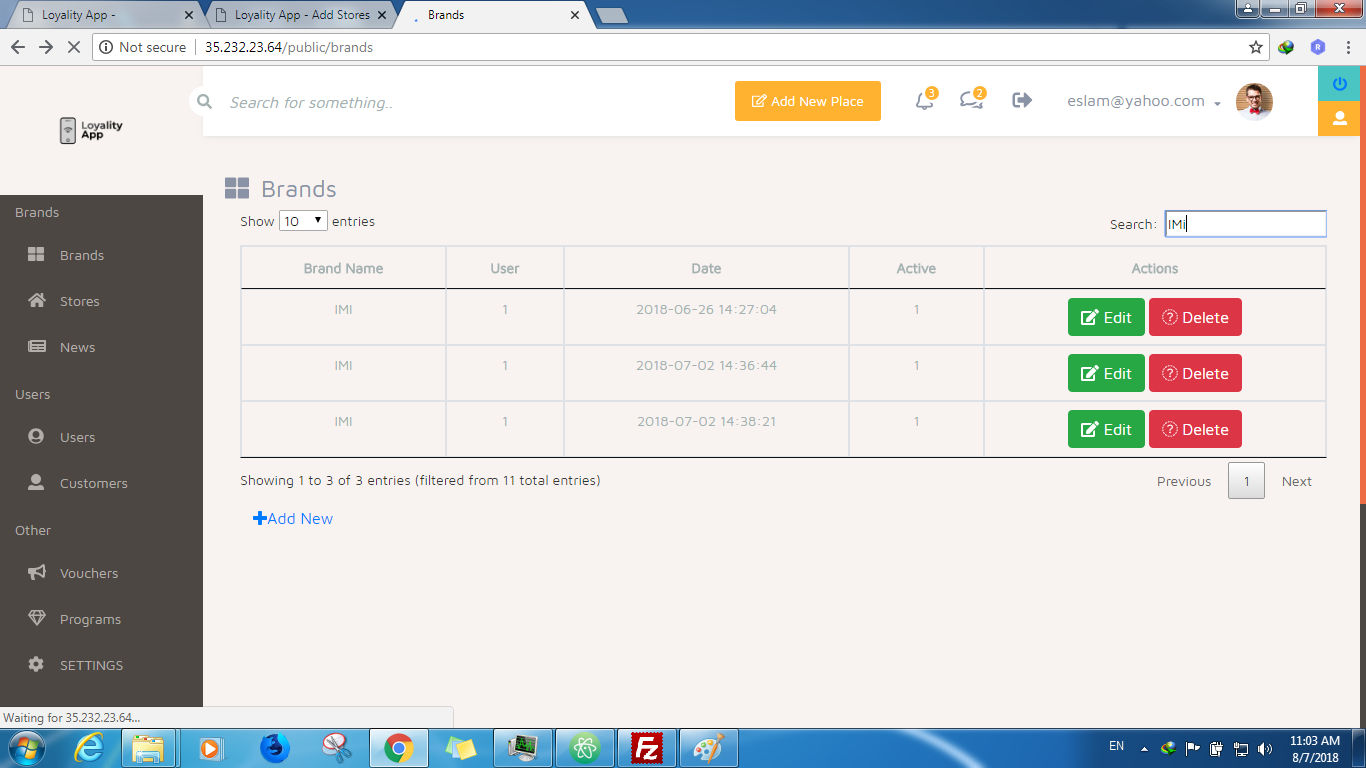 Loyality App -
Loyality App - Add Stores
Brands
Not secure 35.232.23.64/public/brands
Loyality
App
Search for something..
Add New Place
3
2
eslam@yahoo.com
Brands
Brands
Stores
News
Users
Users
Customers
Other
Vouchers
Programs
SETTINGS
Brands
Show 10 entries
Search: IMi
Brand Name User Date Active Actions
IMI 1 2018-06-26 14:27:04 1 Edit Delete
IMI 1 2018-07-02 14:36:44 1 Edit Delete
IMI 1 2018-07-02 14:38:21 1 Edit Delete
Showing 1 to 3 of 3 entries (filtered from 11 total entries)
Previous 1 Next
Add New
Waiting for 35.232.23.64...
Fz
EN
11:03 AM
8/7/2018